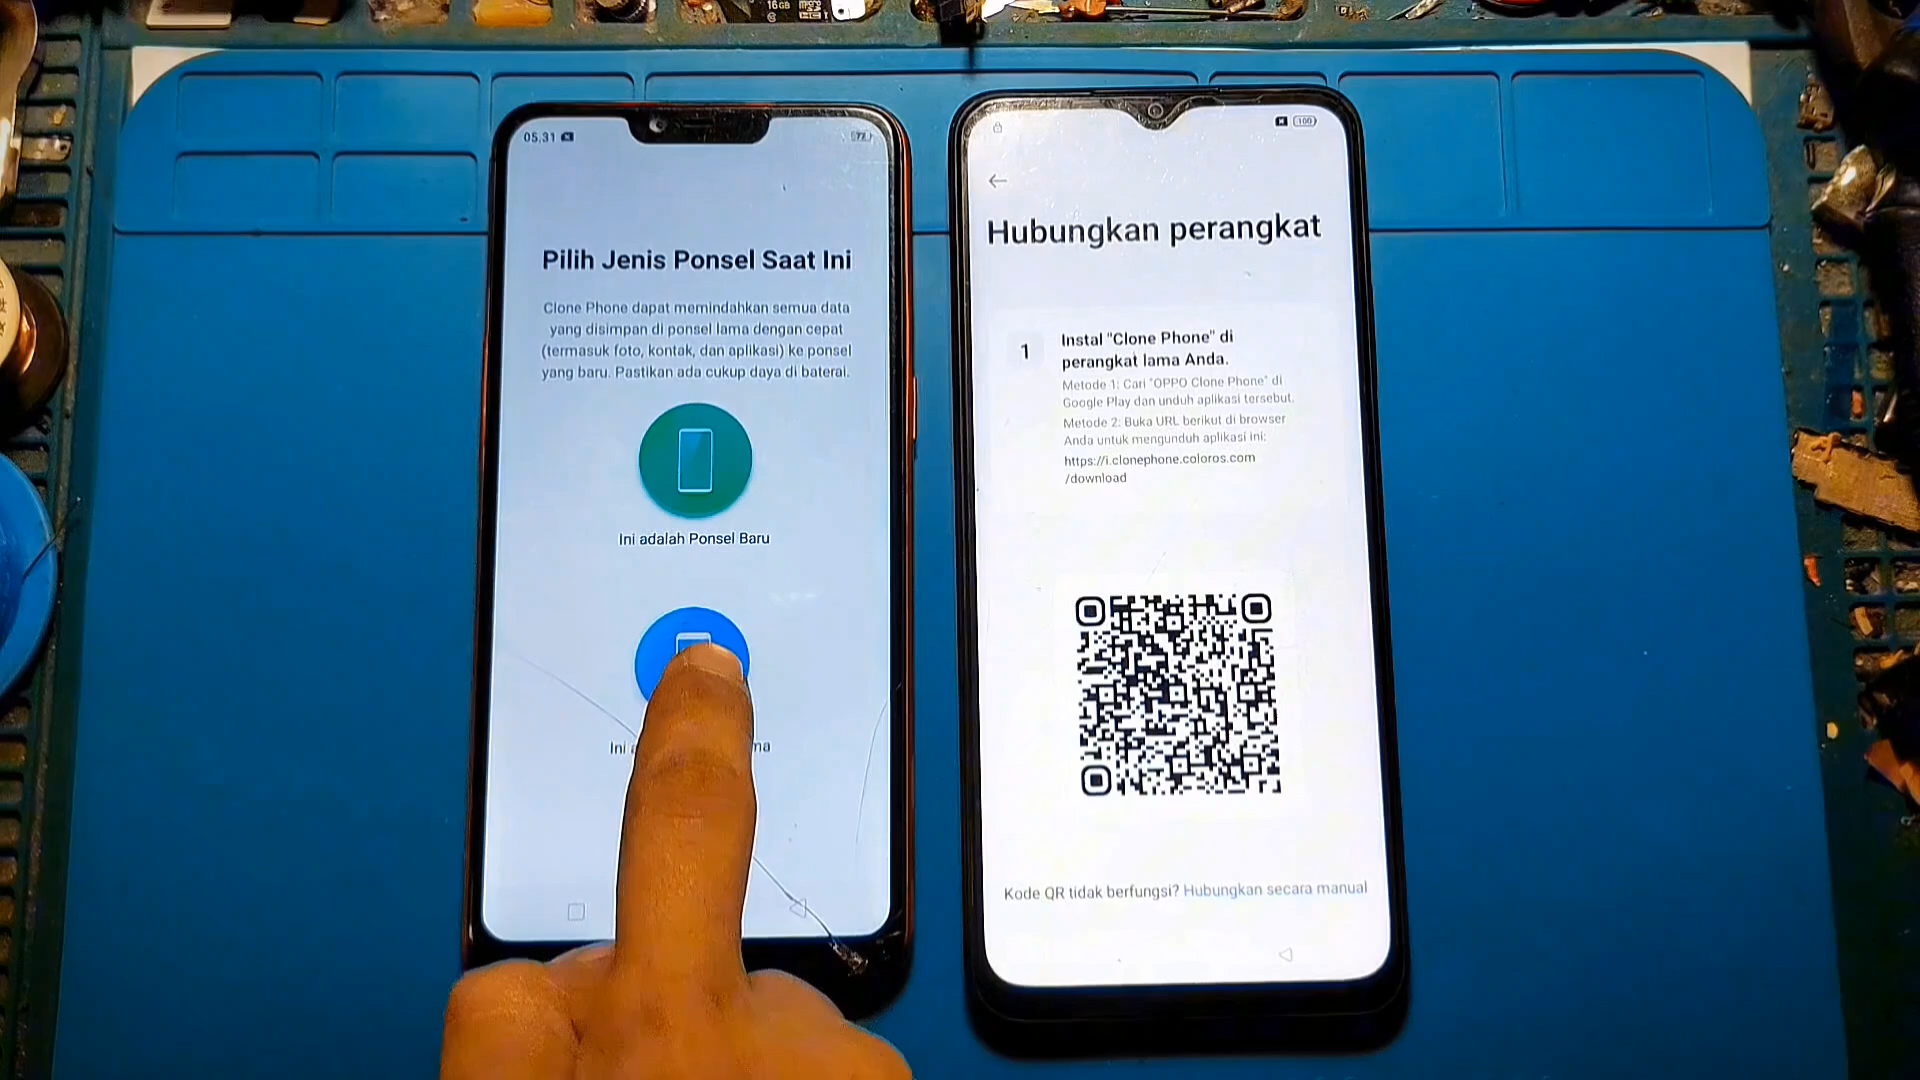 16GB
05.31
77
Pilih Jenis Ponsel Saat Ini
Clone Phone dapat memindahkan semua data
yang disimpan di ponsel lama dengan cepat
(termasuk foto, kontak, dan aplikasi) ke ponsel
yang baru. Pastikan ada cukup daya di baterai.
Ini adalah Ponsel Baru
Ini
100
Hubungkan perangkat
1
Instal "Clone Phone" di
perangkat lama Anda.
Metode 1: Cari "OPPO Clone Phone" di
Google Play dan unduh aplikasi tersebut.
Metode 2: Buka URL berikut di browser
Anda untuk mengunduh aplikasi ini:
https://i.clonephone.coloros.com
/download
Kode QR tidak berfungsi? Hubungkan secara manual